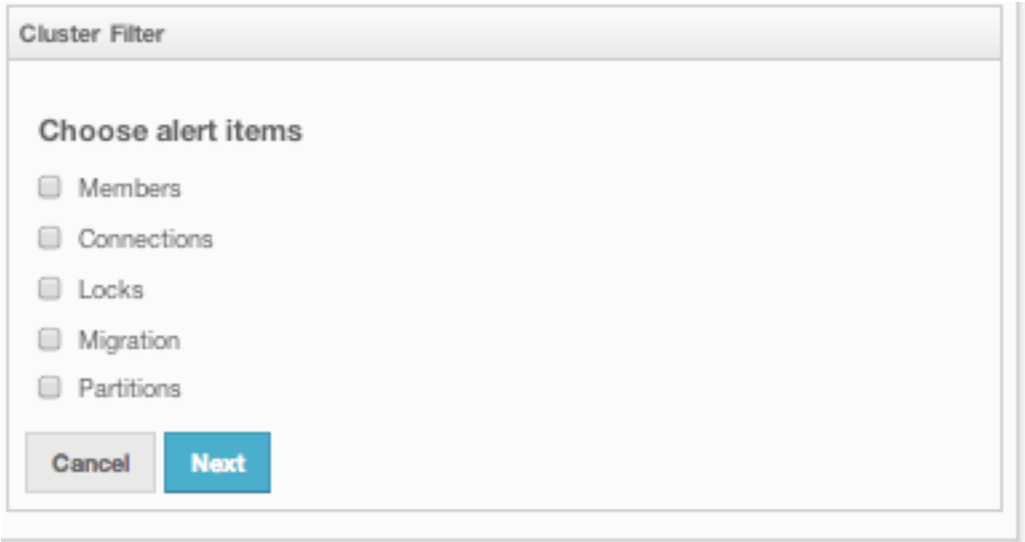 Cluster Filter
Choose alert items
Members
Connections
Locks
Migration
Partitions
Cancel Next